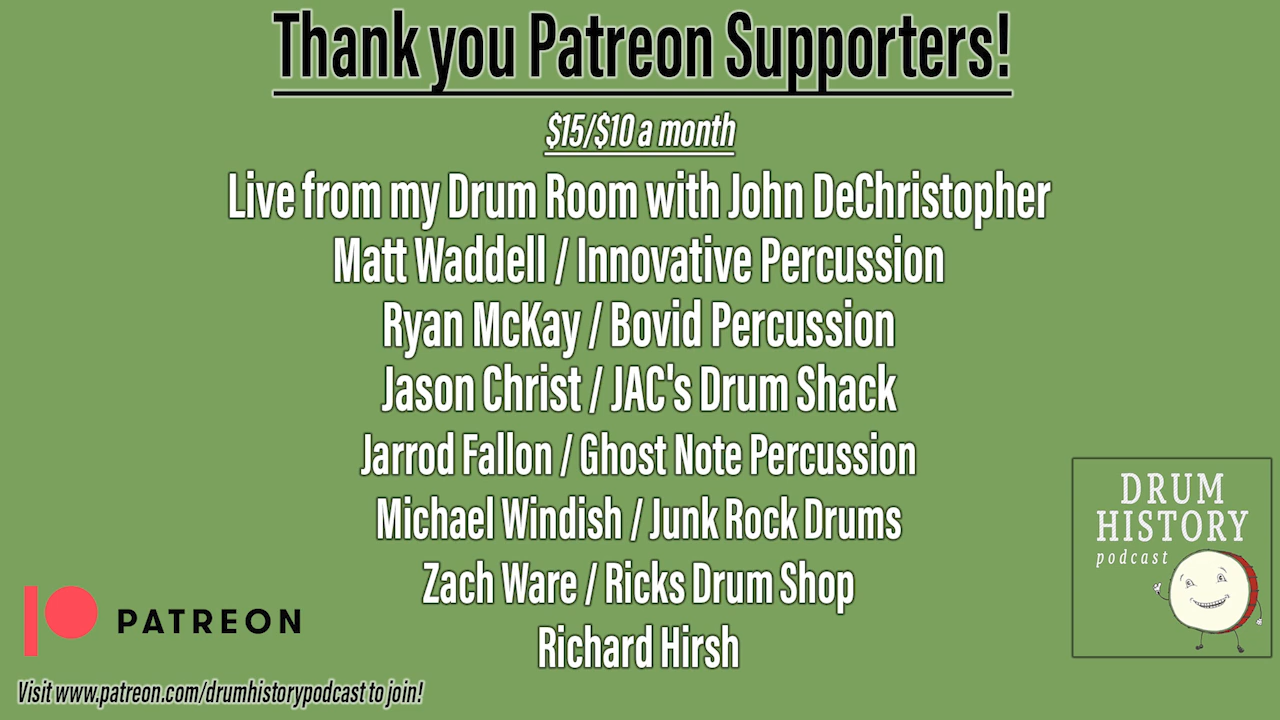 Thank you Patreon Supporters!
$15/$10 a month
Live from my Drum Room with John DeChristopher
Matt Waddell / Innovative Percussion
Ryan McKay / Bovid Percussion
Jason Christ / JAC's Drum Shack
Jarrod Fallon / Ghost Note Percussion
Michael Windish / Junk Rock Drums
Zach Ware / Ricks Drum Shop
Richard Hirsh
PATREON
Visit www.patreon.com/drumhistorypodcast to join!
DRUM
HISTORY
podcast